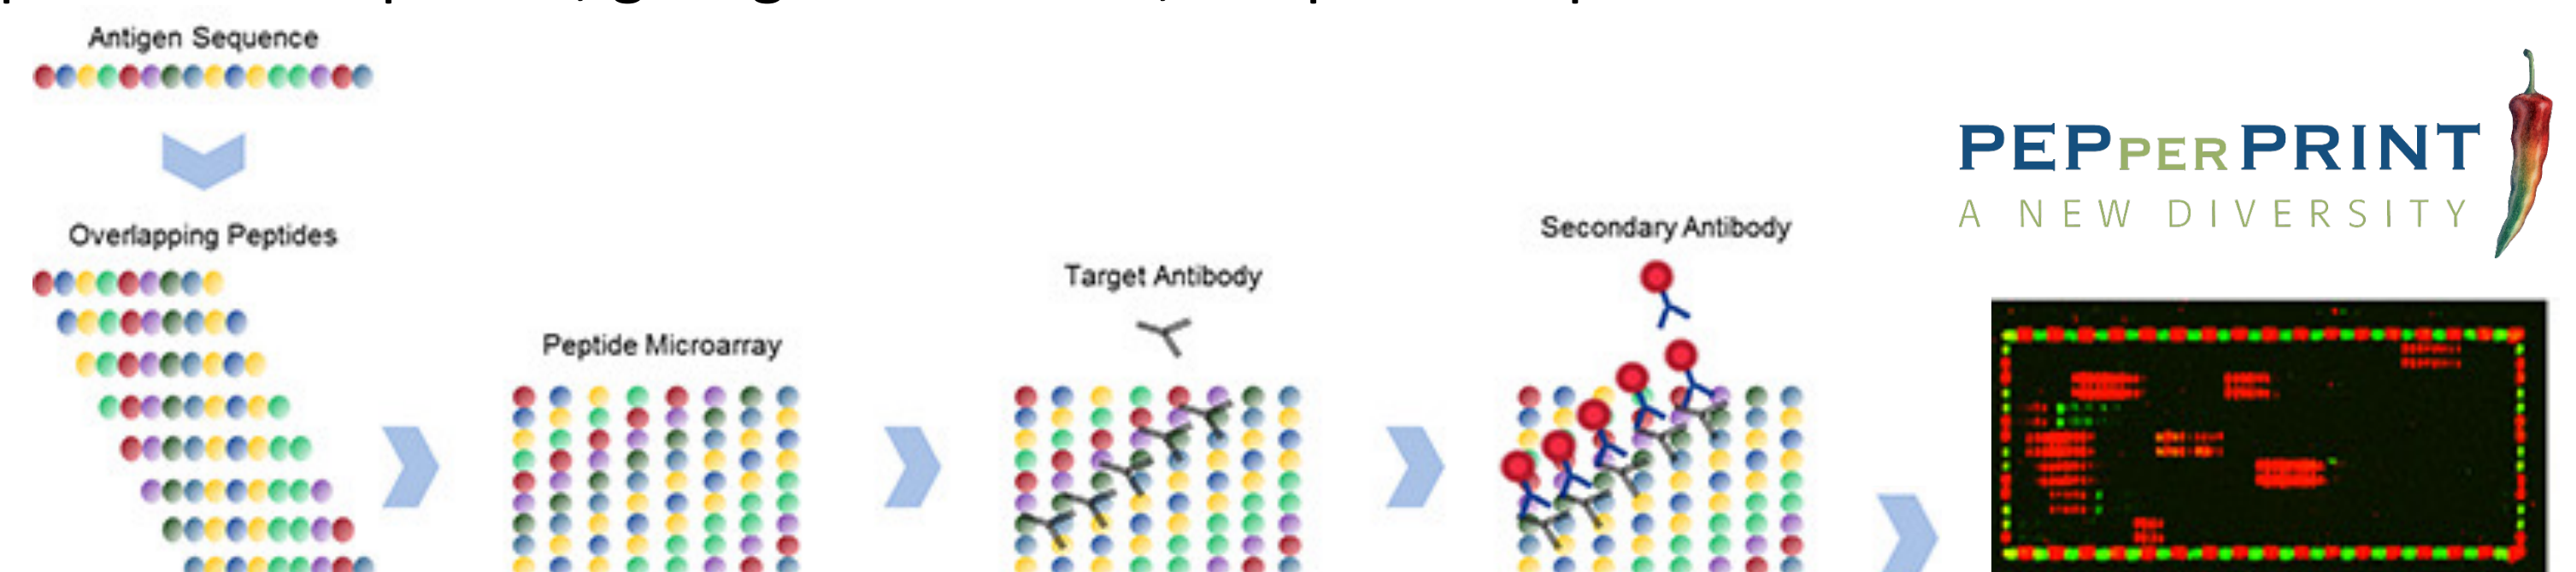 Antigen Sequence
Overlapping Peptides
Peptide Microarray
Target Antibody
Secondary Antibody
PEPPERPRINT
A NEW DIVERSITY